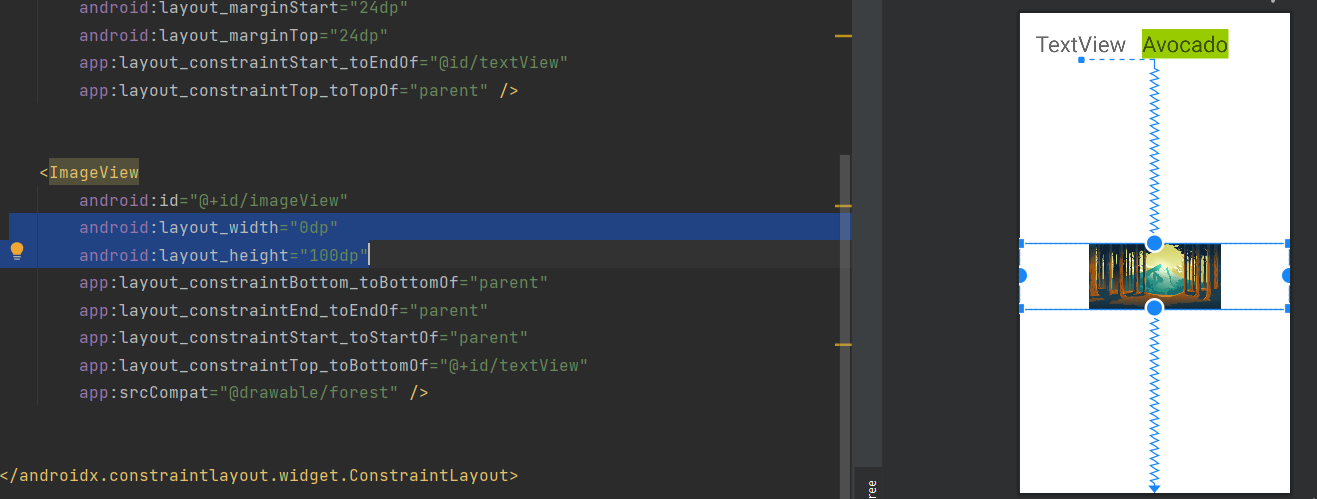 android:layout_marginStart="24dp"
android:layout_marginTop="24dp"
app:layout_constraintStart_toEndOf="@id/textView"
app:layout_constraintTop_toTopOf="parent" />
<ImageView
android:id="@+id/imageView"
android:layout_width="0dp"
android:layout_height="100dp"
app:layout_constraintBottom_toBottomOf="parent"
app:layout_constraintEnd_toEndOf="parent"
app:layout_constraintStart_toStartOf="parent"
app:layout_constraintTop_toBottomOf="@+id/textView"
app:srcCompat="@drawable/forest" />
</androidx.constraintlayout.widget.ConstraintLayout>
ree
TextView Avocado